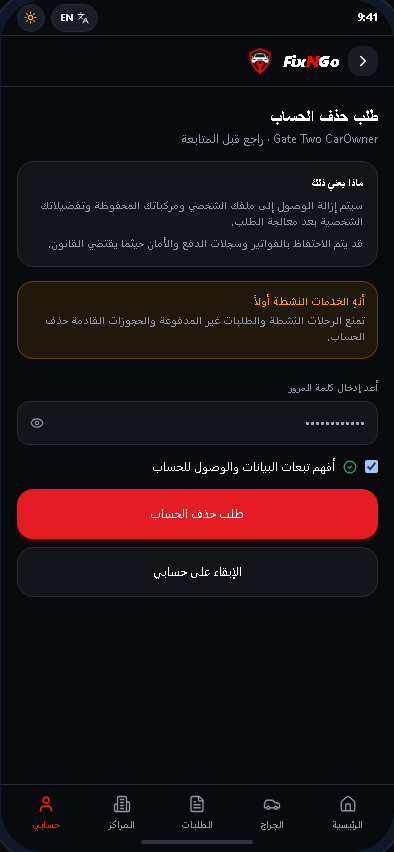 9:41
EN
FixNGo
طلب حذف الحساب
Gate Two CarOwner · راجع قبل المتابعة
ماذا يعني ذلك
سيتم إزالة الوصول إلى ملفك الشخصي ومركباتك المحفوظة وتفضيلاتك
الشخصية بعد معالجة الطلب.
قد يتم الاحتفاظ بالفواتير وسجلات الدفع والأمان حيثما يقتضي القانون.
أنهِ الخدمات النشطة أولاً
تمنع الرحلات النشطة والطلبات غير المدفوعة والحجوزات القادمة حذف
الحساب.
أعد إدخال كلمة المرور
أفهم تبعات البيانات والوصول للحساب
طلب حذف الحساب
الإبقاء على حسابي
الرئيسية
الجراج
الطلبات
المراكز
حسابي